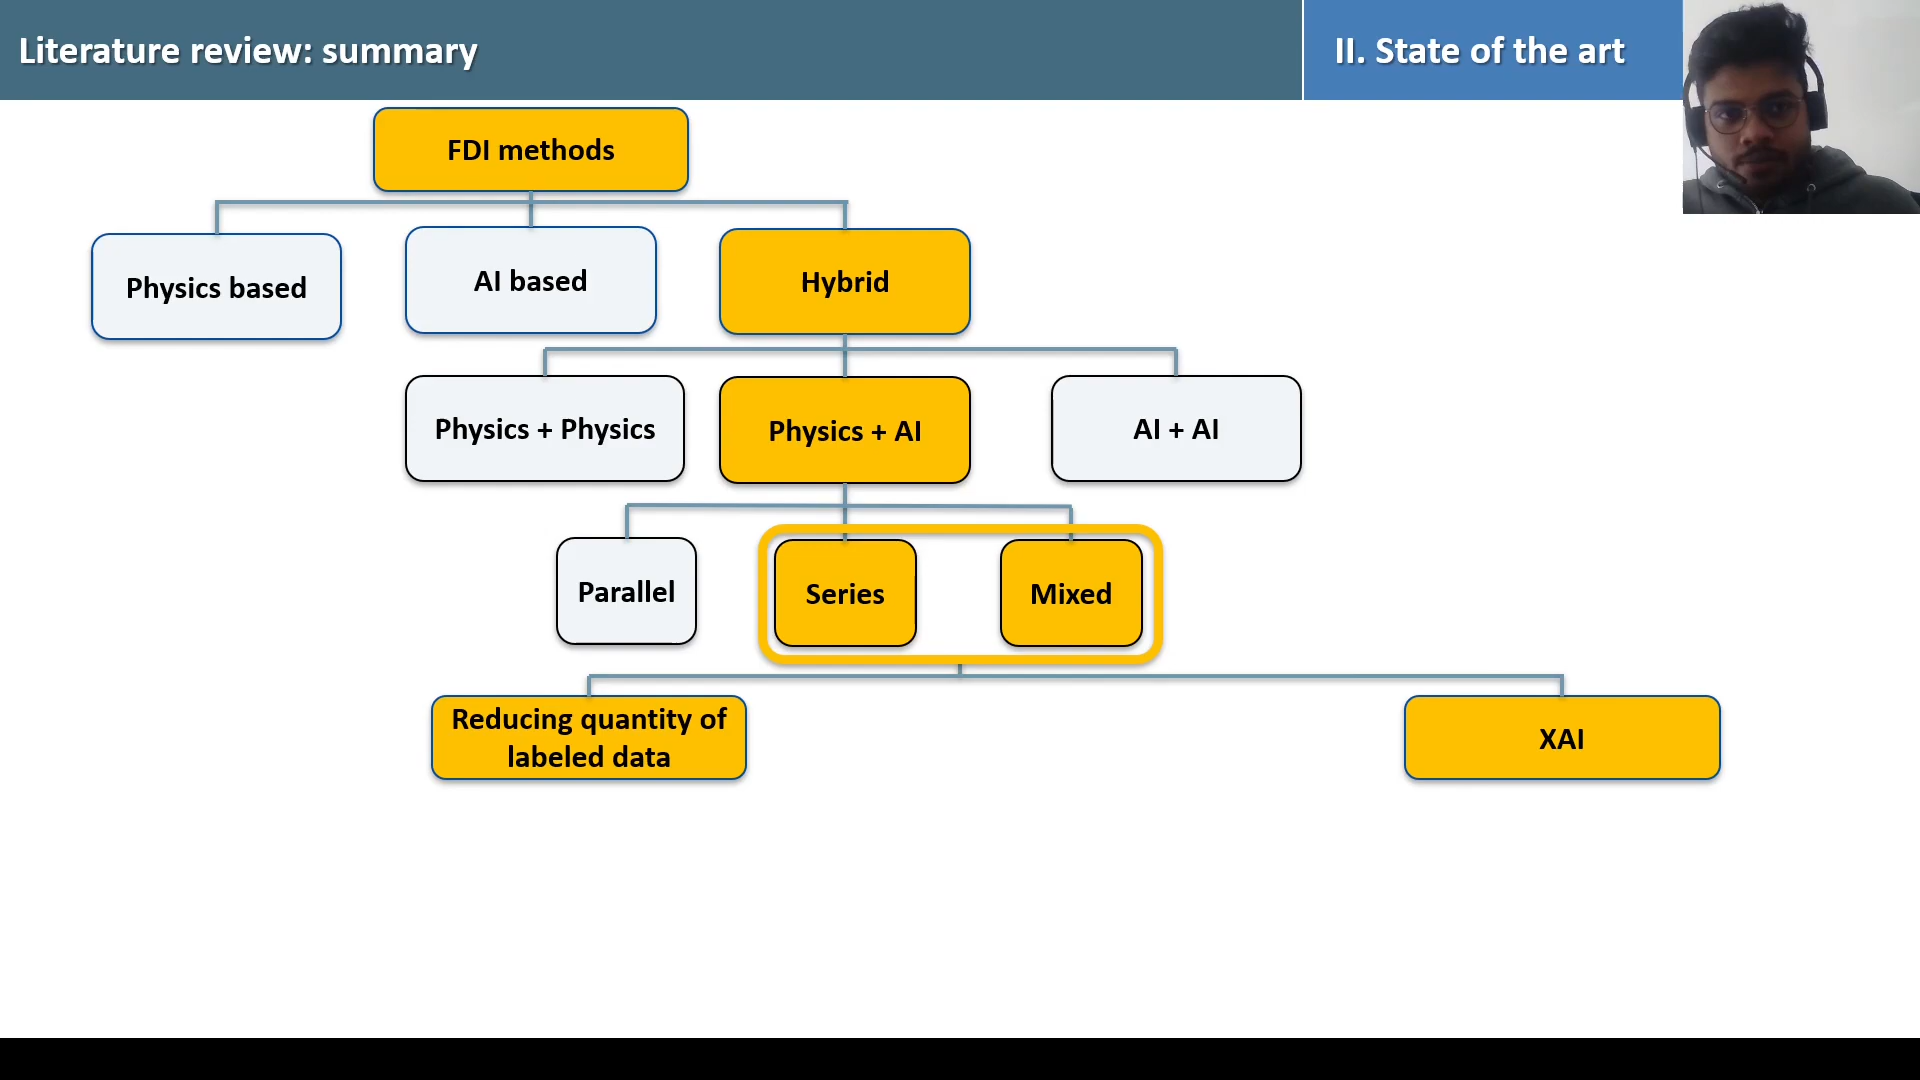 Literature review: summary
II. State of the art
FDI methods
Physics based
AI based
Hybrid
Physics + Physics
Physics + AI
AI + AI
Parallel
Series
Mixed
Reducing quantity of
labeled data
XAI